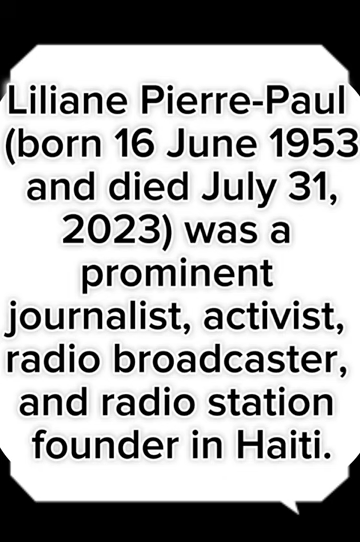 Liliane Pierre-Paul
(born 16 June 1953
and died July 31,
2023) was a
prominent
journalist, activist,
radio broadcaster,
and radio station
founder in Haiti.